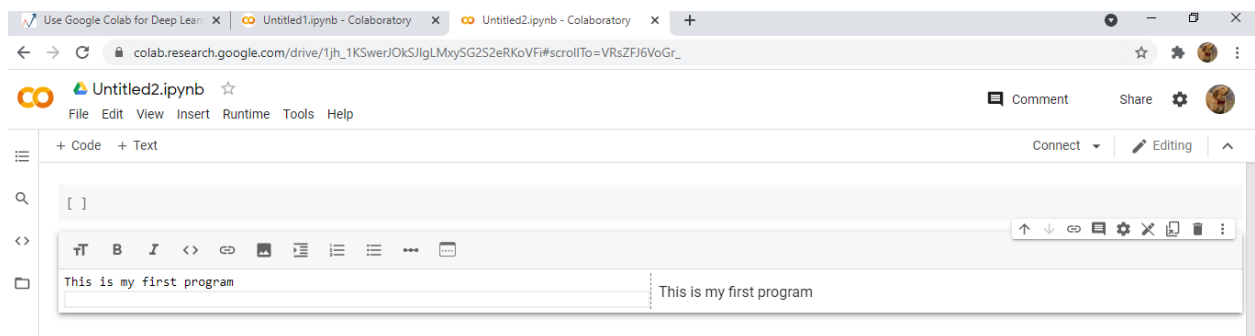 Use Google Colab for Deep Lear
Untitled1.ipynb - Colaboratory
Untitled2.ipynb - Colaboratory
colab.research.google.com/drive/1jh_1KSwerJOkSJIgLMxySG2S2eRKoVFi#scrollTo=VRsZFJ6VoGr_
Untitled2.ipynb
Comment
Share
File Edit View Insert Runtime Tools Help
+ Code + Text
Connect
Editing
[ ]
B I <>
This is my first program
This is my first program